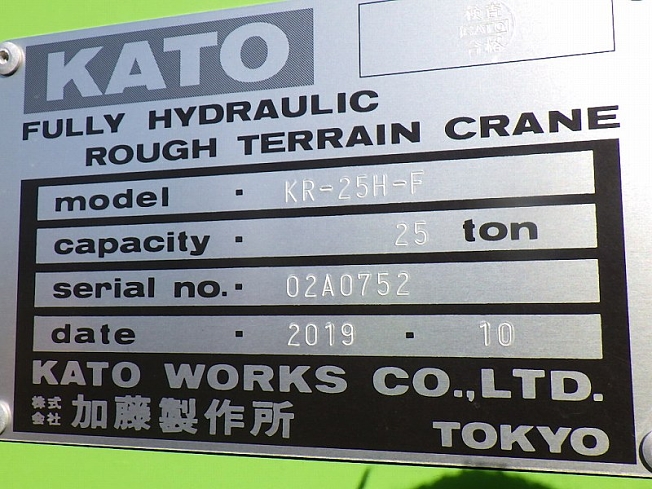 KATO
FULLY HYDRAULIC
ROUGH TERRAIN CRANE
model · KR-25H-F
capacity · 25 ton
serial no. · 02A0752
date · 2019 · 10
KATO WORKS CO.,LTD.
株式会社 加藤製作所
TOKYO